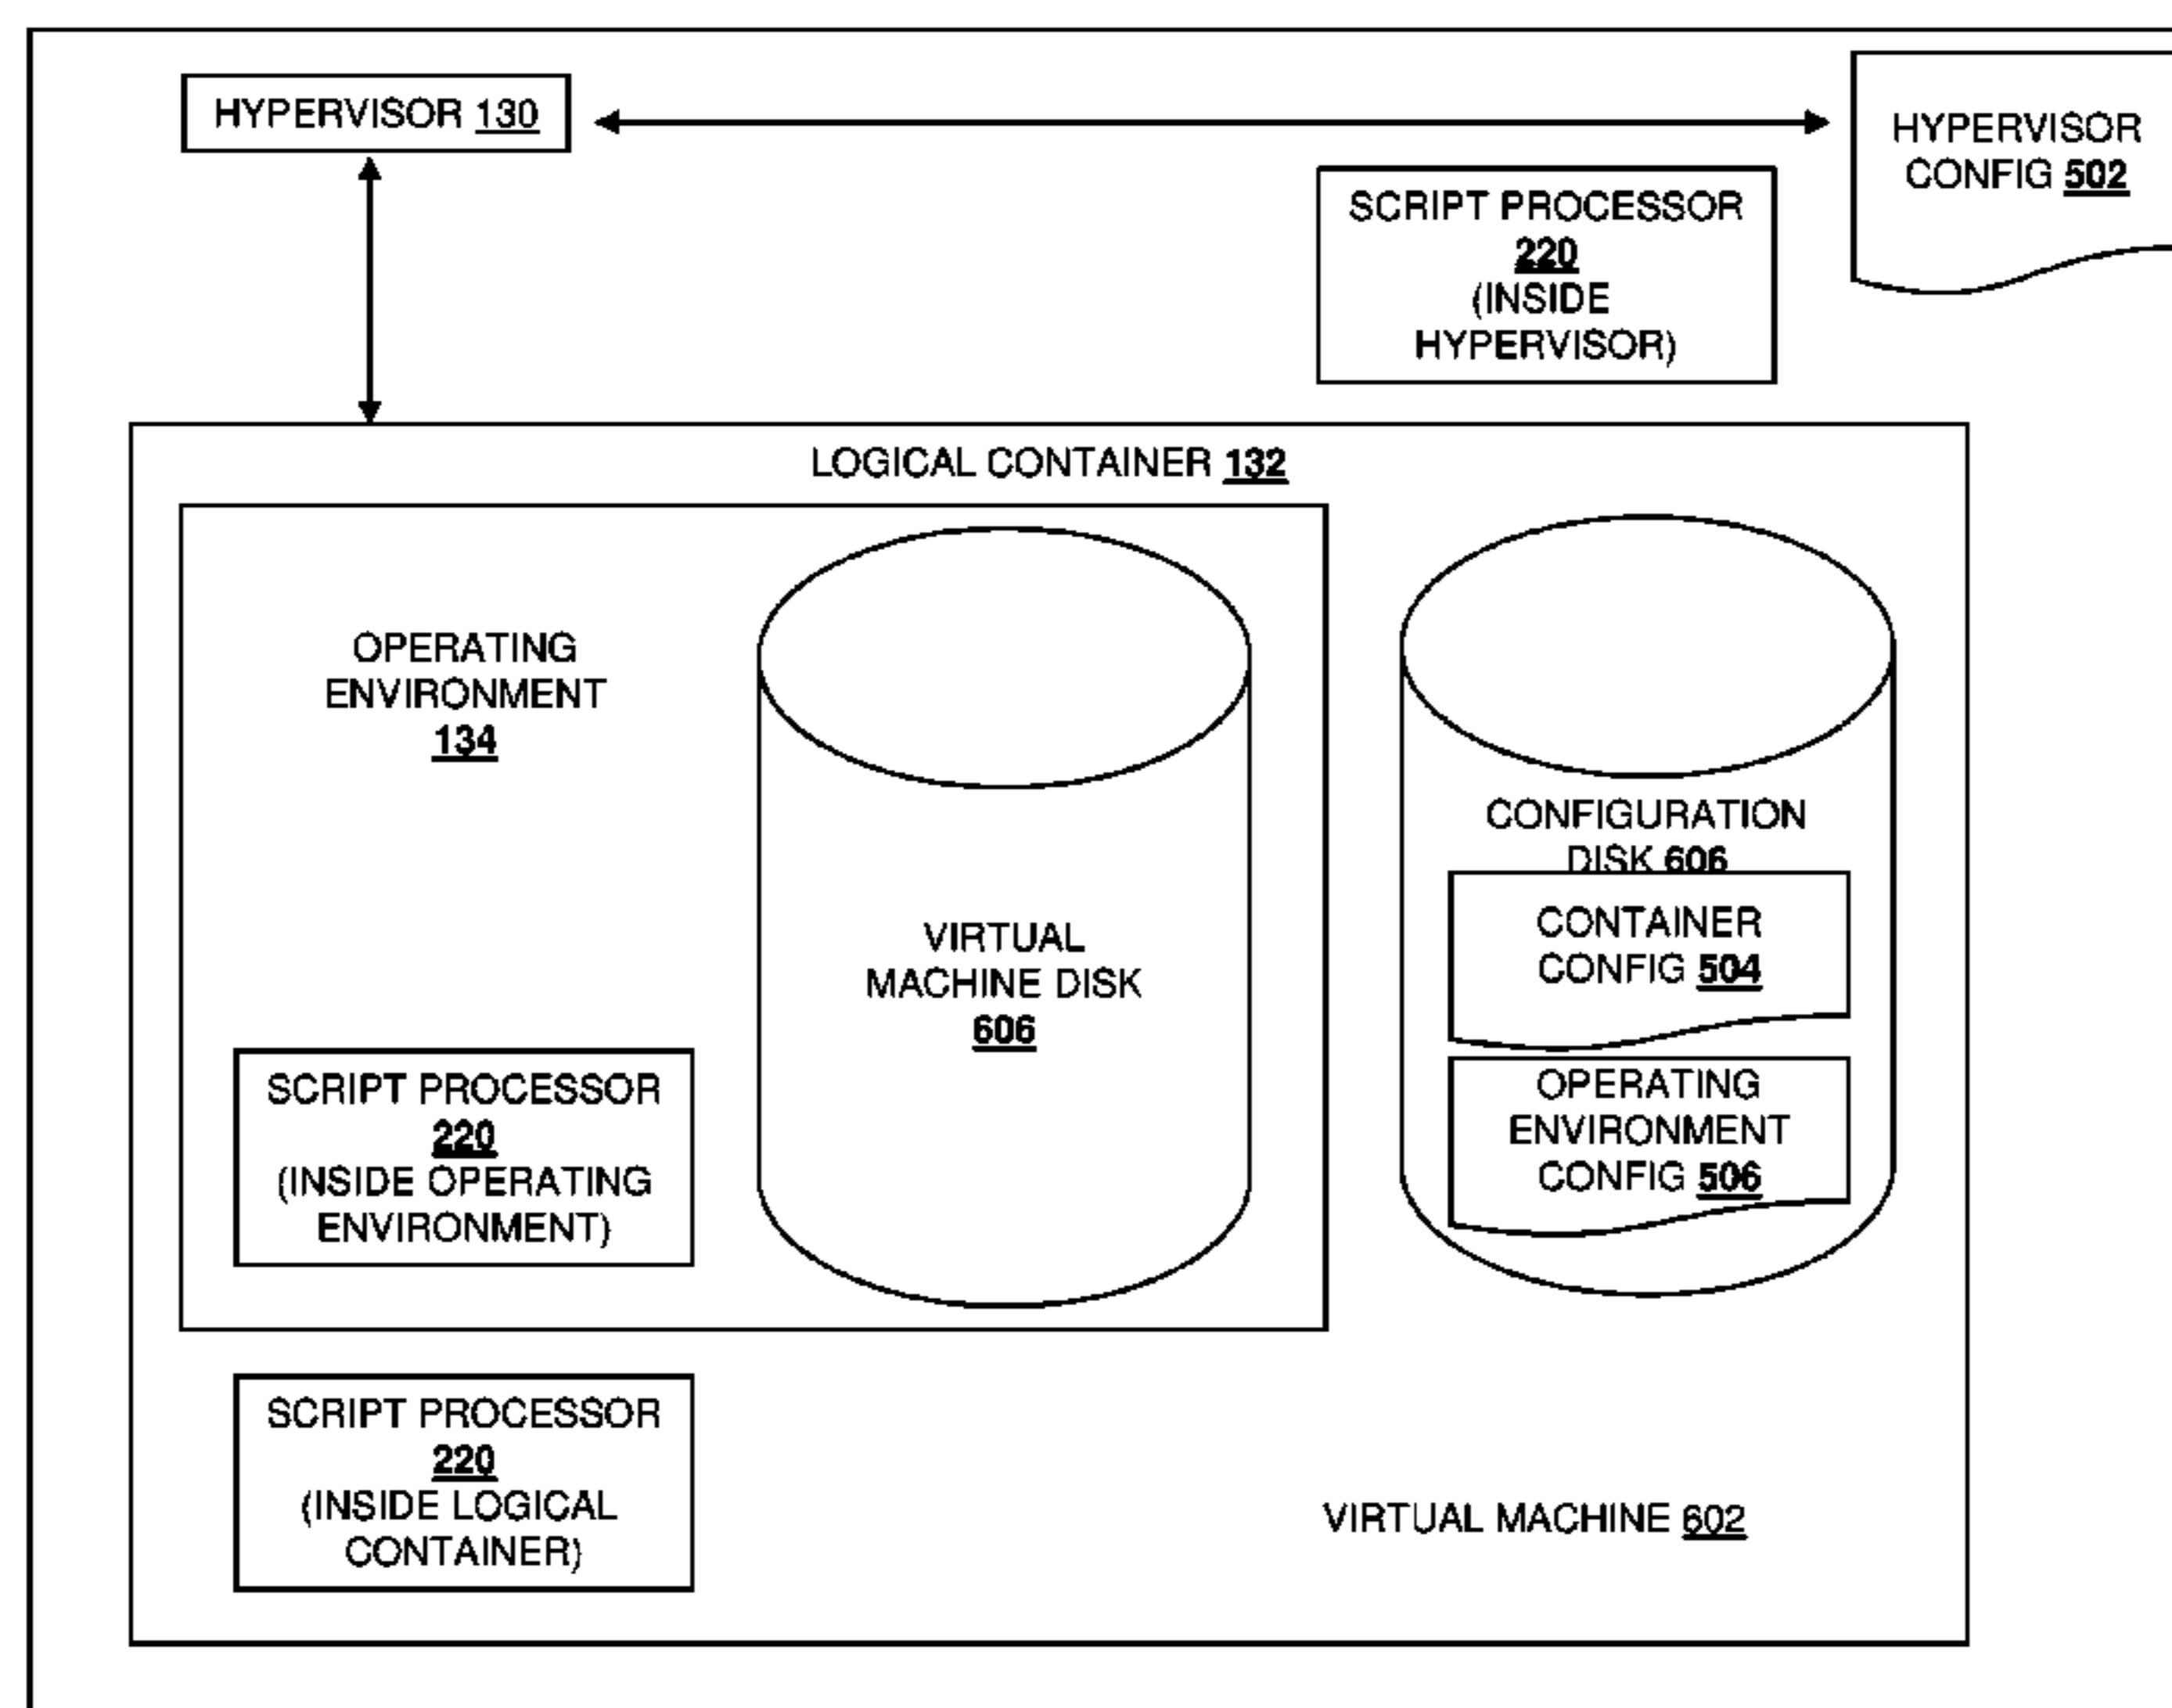 HYPERVISOR 130
HYPERVISOR
CONFIG 502
SCRIPT PROCESSOR
220
(INSIDE
HYPERVISOR)
LOGICAL CONTAINER 132
OPERATING
ENVIRONMENT
134
VIRTUAL
MACHINE DISK
606
CONFIGURATION
DISK 606
CONTAINER
CONFIG 504
OPERATING
ENVIRONMENT
CONFIG 506
SCRIPT PROCESSOR
220
(INSIDE OPERATING
ENVIRONMENT)
SCRIPT PROCESSOR
220
(INSIDE LOGICAL
CONTAINER)
VIRTUAL MACHINE 602